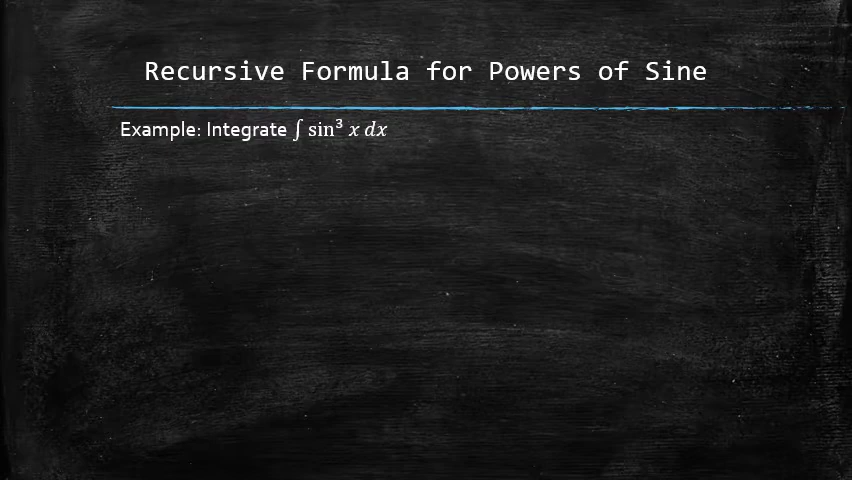 Recursive Formula for Powers of Sine
Example: Integrate ∫ sin³ 𝑥 𝑑𝑥